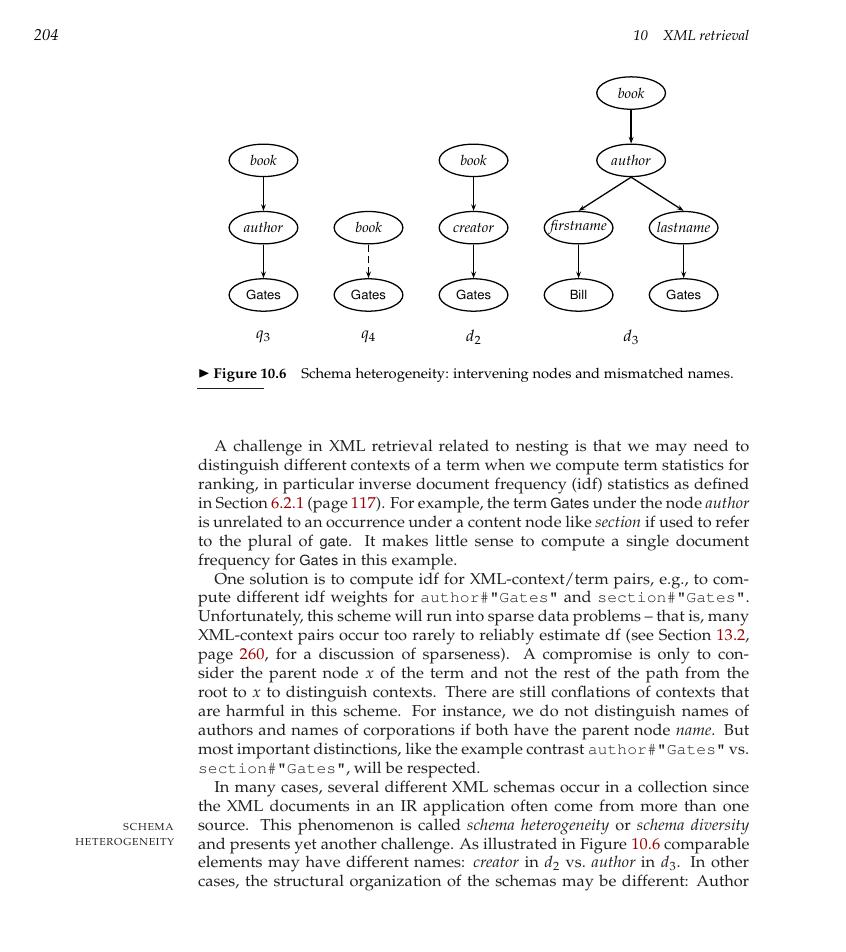 204
10 XML retrieval
book
book
book
author
author
book
creator
firstname
lastname
Gates
Gates
Gates
Bill
Gates
q3
q4
d2
d3
▶ Figure 10.6 Schema heterogeneity: intervening nodes and mismatched names.
A challenge in XML retrieval related to nesting is that we may need to
distinguish different contexts of a term when we compute term statistics for
ranking, in particular inverse document frequency (idf) statistics as defined
in Section 6.2.1 (page 117). For example, the term Gates under the node author
is unrelated to an occurrence under a content node like section if used to refer
to the plural of gate. It makes little sense to compute a single document
frequency for Gates in this example.
One solution is to compute idf for XML-context/term pairs, e.g., to com-
pute different idf weights for author#"Gates" and section#"Gates".
Unfortunately, this scheme will run into sparse data problems – that is, many
XML-context pairs occur too rarely to reliably estimate df (see Section 13.2,
page 260, for a discussion of sparseness). A compromise is only to con-
sider the parent node x of the term and not the rest of the path from the
root to x to distinguish contexts. There are still conflations of contexts that
are harmful in this scheme. For instance, we do not distinguish names of
authors and names of corporations if both have the parent node name. But
most important distinctions, like the example contrast author#"Gates" vs.
section#"Gates", will be respected.
In many cases, several different XML schemas occur in a collection since
the XML documents in an IR application often come from more than one
SCHEMA
HETEROGENEITY
source. This phenomenon is called schema heterogeneity or schema diversity
and presents yet another challenge. As illustrated in Figure 10.6 comparable
elements may have different names: creator in d2 vs. author in d3. In other
cases, the structural organization of the schemas may be different: Author